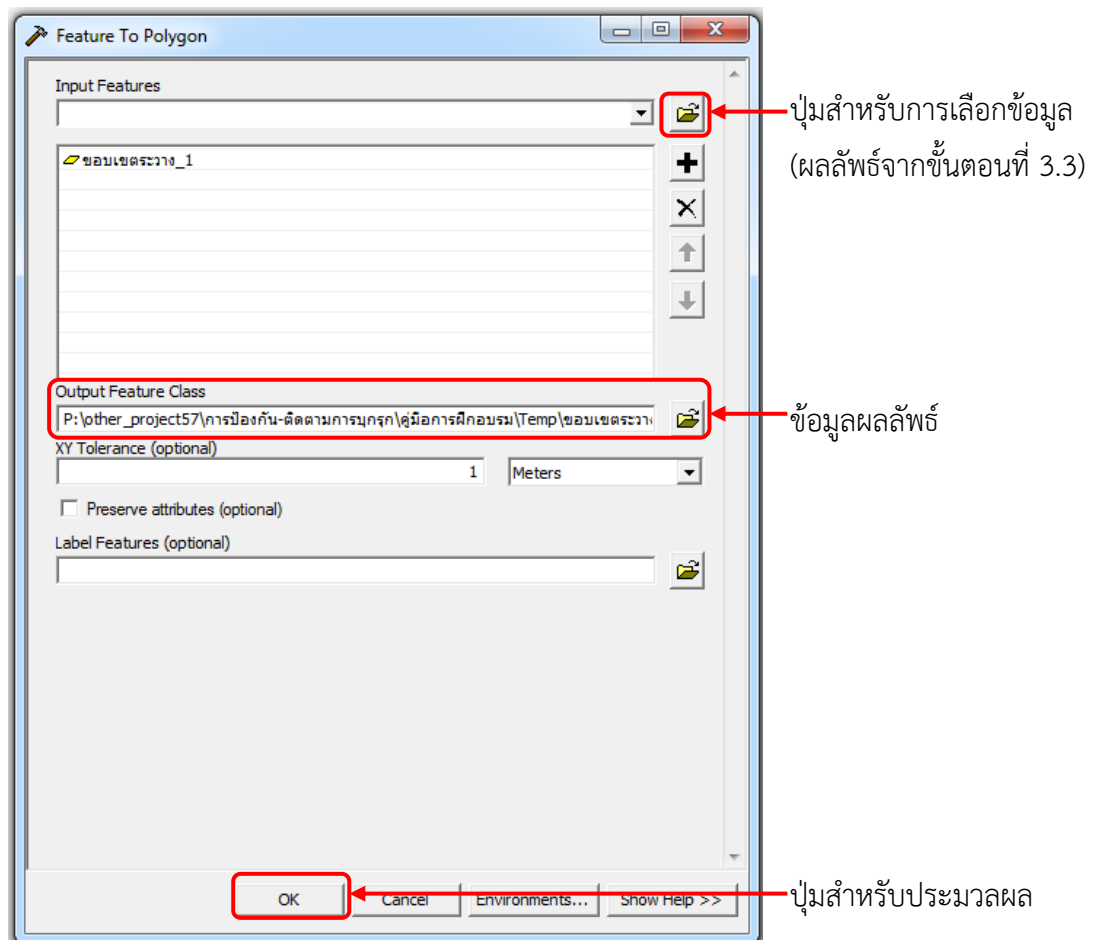 Feature To Polygon
Input Features
ปุ่มสำหรับการเลือกข้อมูล
(ผลลัพธ์จากขั้นตอนที่ 3.3)
ขอบเขตระวาง_1
Output Feature Class
P:\other_project57\การป้องกัน-ติดตามการบุกรุก\คู่มือการฝึกอบรม\Temp\ขอบเขตระวาง
ข้อมูลผลลัพธ์
XY Tolerance (optional)
1 Meters
Preserve attributes (optional)
Label Features (optional)
OK Cancel Environments... Show Help >>
ปุ่มสำหรับประมวลผล